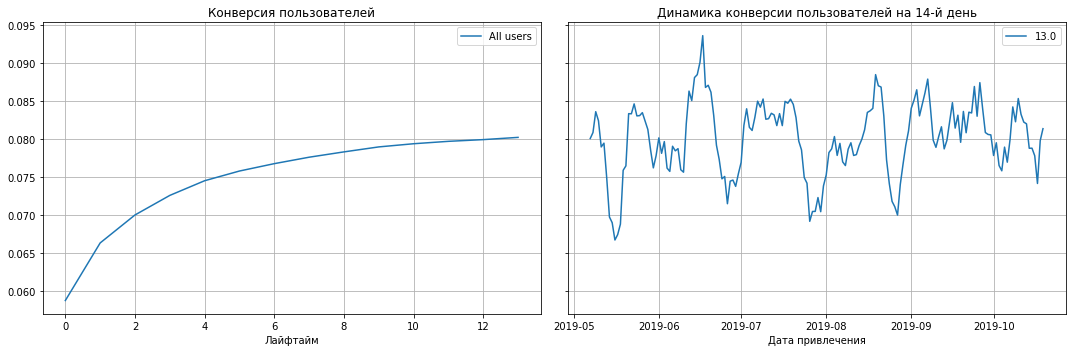 Конверсия пользователей
All users
0.095
0.090
0.085
0.080
0.075
0.070
0.065
0.060
0 2 4 6 8 10 12
Лайфтайм
Динамика конверсии пользователей на 14-й день
13.0
2019-05 2019-06 2019-07 2019-08 2019-09 2019-10
Дата привлечения